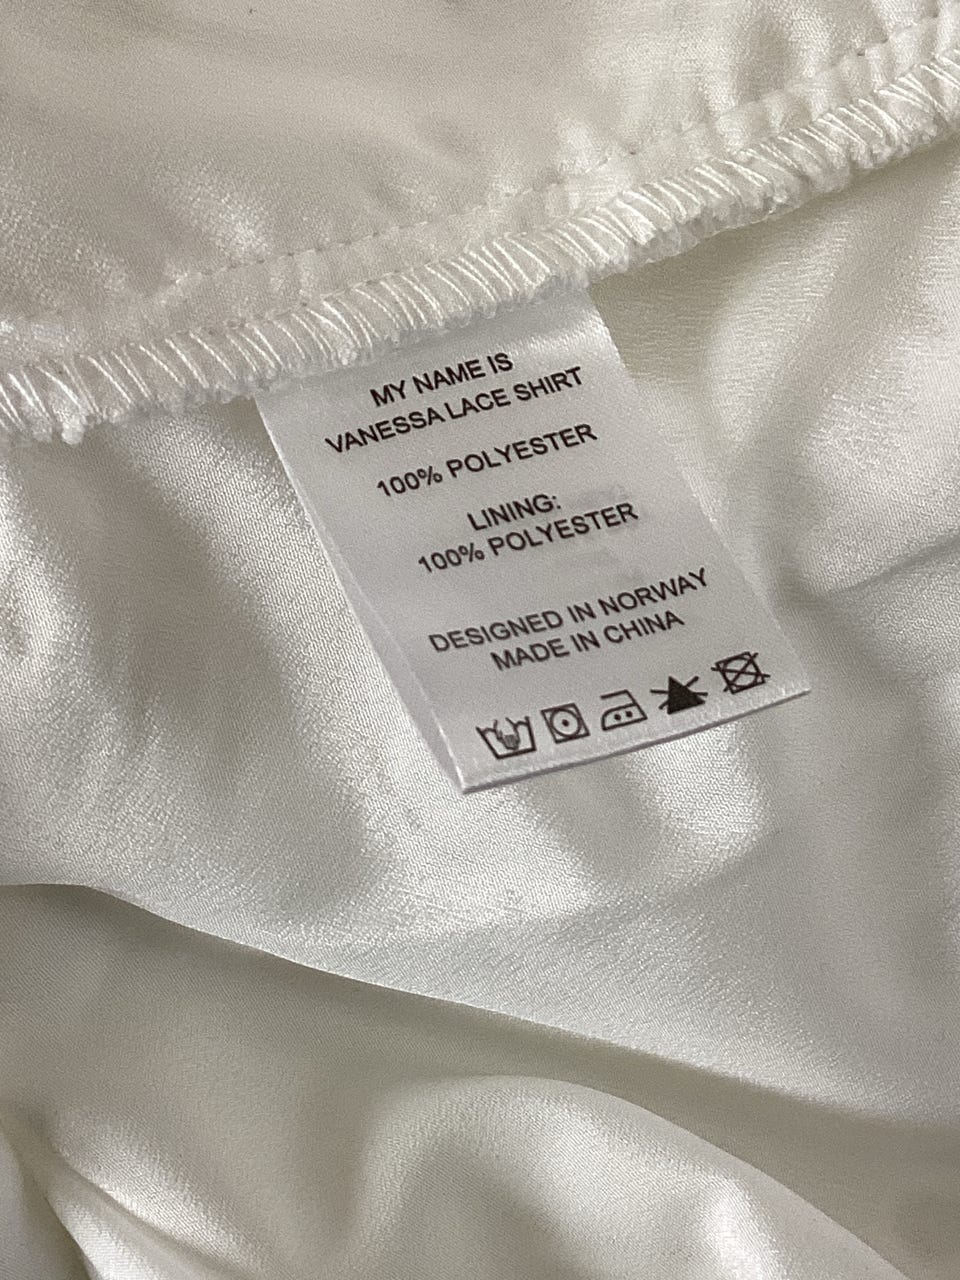 MY NAME IS
VANESSA LACE SHIRT
100% POLYESTER
LINING:
100% POLYESTER
DESIGNED IN NORWAY
MADE IN CHINA